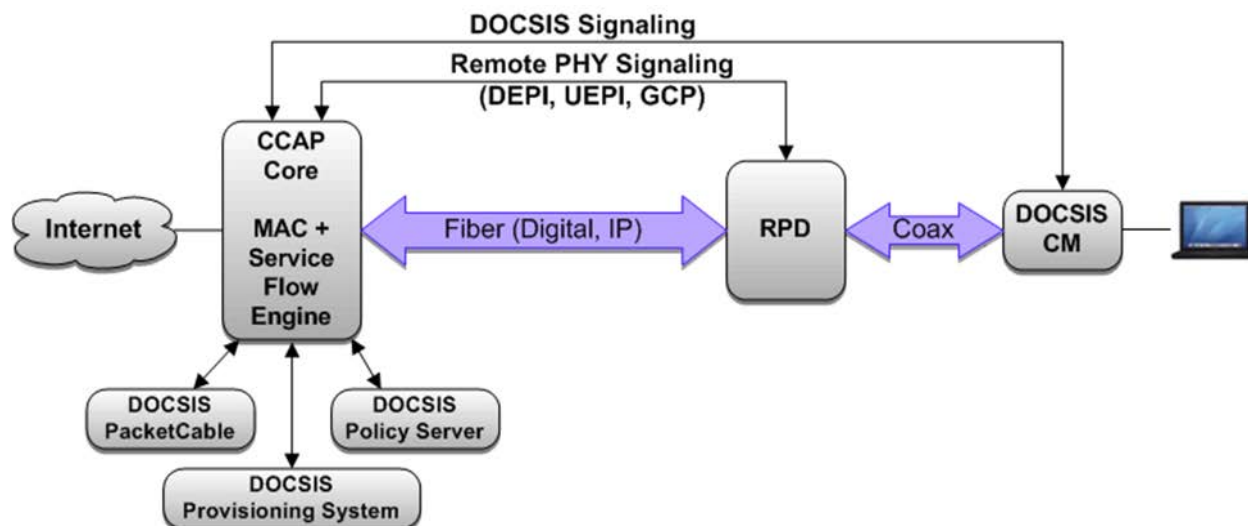 DOCSIS Signaling
Remote PHY Signaling
(DEPI, UEPI, GCP)
CCAP
Core
MAC +
Service
Flow
Engine
Internet
Fiber (Digital, IP)
RPD
Coax
DOCSIS
CM
DOCSIS
PacketCable
DOCSIS
Policy Server
DOCSIS
Provisioning System